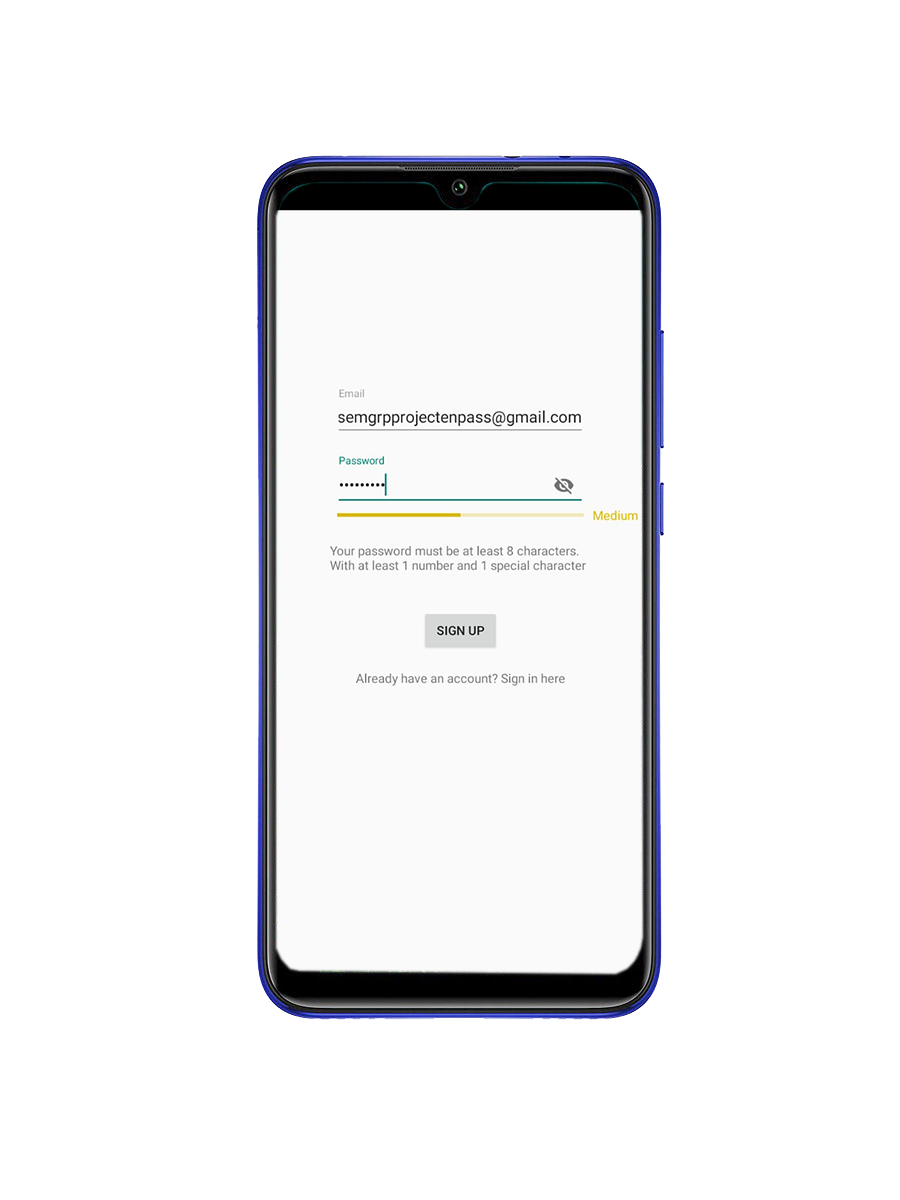 Email
semgrpprojectenpass@gmail.com
Password
•••••••••
Medium
Your password must be at least 8 characters.
With at least 1 number and 1 special character
SIGN UP
Already have an account? Sign in here